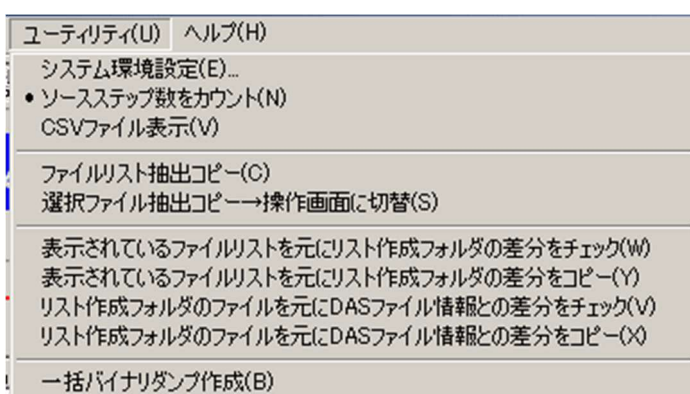 ユーティリティ(U) ヘルプ(H)
システム環境設定(E)...
• ソースステップ数をカウント(N)
CSVファイル表示(V)
ファイルリスト抽出コピー(C)
選択ファイル抽出コピー→操作画面に切替(S)
表示されているファイルリストを元にリスト作成フォルダの差分をチェック(W)
表示されているファイルリストを元にリスト作成フォルダの差分をコピー(Y)
リスト作成フォルダのファイルを元にDASファイル情報との差分をチェック(V)
リスト作成フォルダのファイルを元にDASファイル情報との差分をコピー(X)
一括バイナリダンプ作成(B)